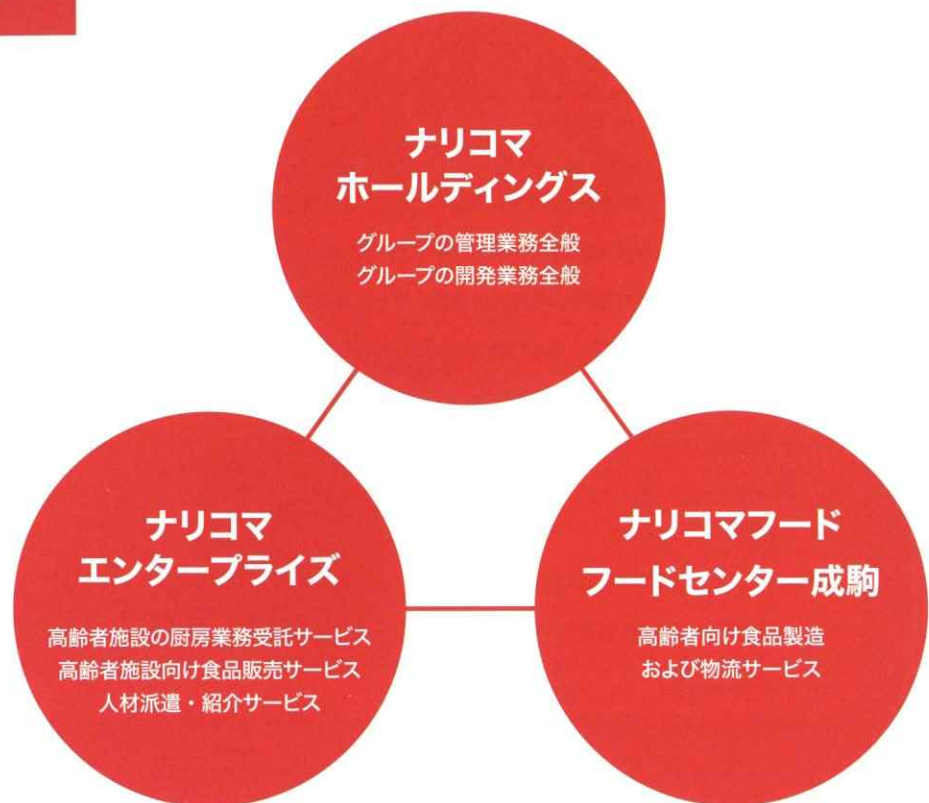 ナリコマ
ホールディングス
グループの管理業務全般
グループの開発業務全般
ナリコマ
エンタープライズ
高齢者施設の厨房業務受託サービス
高齢者施設向け食品販売サービス
人材派遣・紹介サービス
ナリコマフード
フードセンター成駒
高齢者向け食品製造
および物流サービス